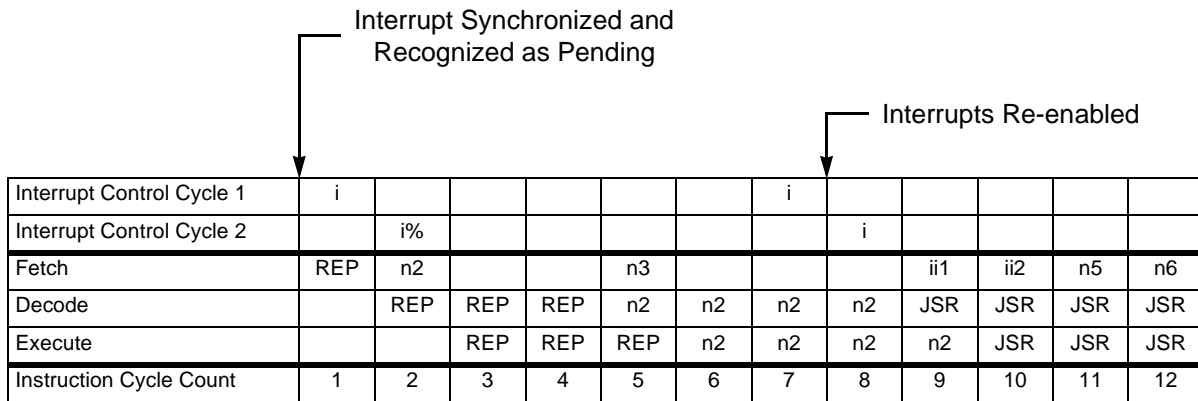 Interrupt Synchronized and
Recognized as Pending
Interrupts Re-enabled
Interrupt Control Cycle 1 i i
Interrupt Control Cycle 2 i% i
Fetch REP n2 n3 ii1 ii2 n5 n6
Decode REP REP REP n2 n2 n2 n2 JSR JSR JSR JSR
Execute REP REP REP n2 n2 n2 n2 JSR JSR JSR
Instruction Cycle Count 1 2 3 4 5 6 7 8 9 10 11 12